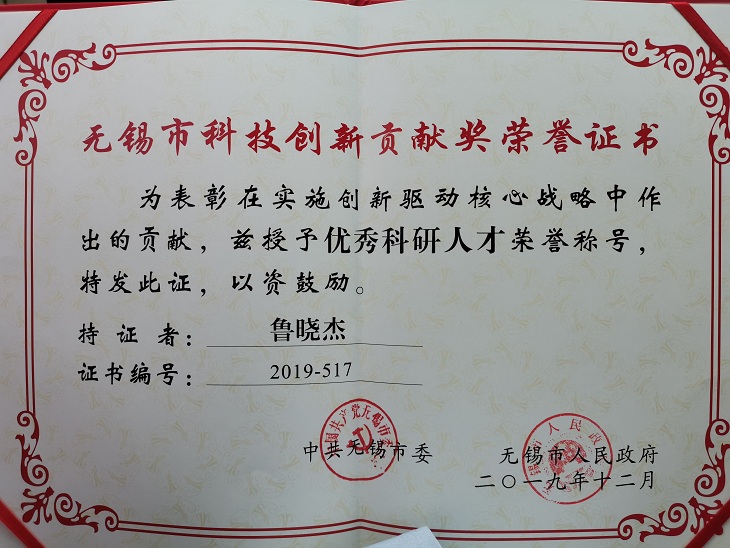 无锡市科技创新贡献奖荣誉证书
为表彰在实施创新驱动核心战略中作
出的贡献，兹授予优秀科研人才荣誉称号，
特发此证，以资鼓励。
持证者：鲁晓杰
证书编号：2019-517
中共无锡市委
无锡市人民政府
二〇一九年十二月